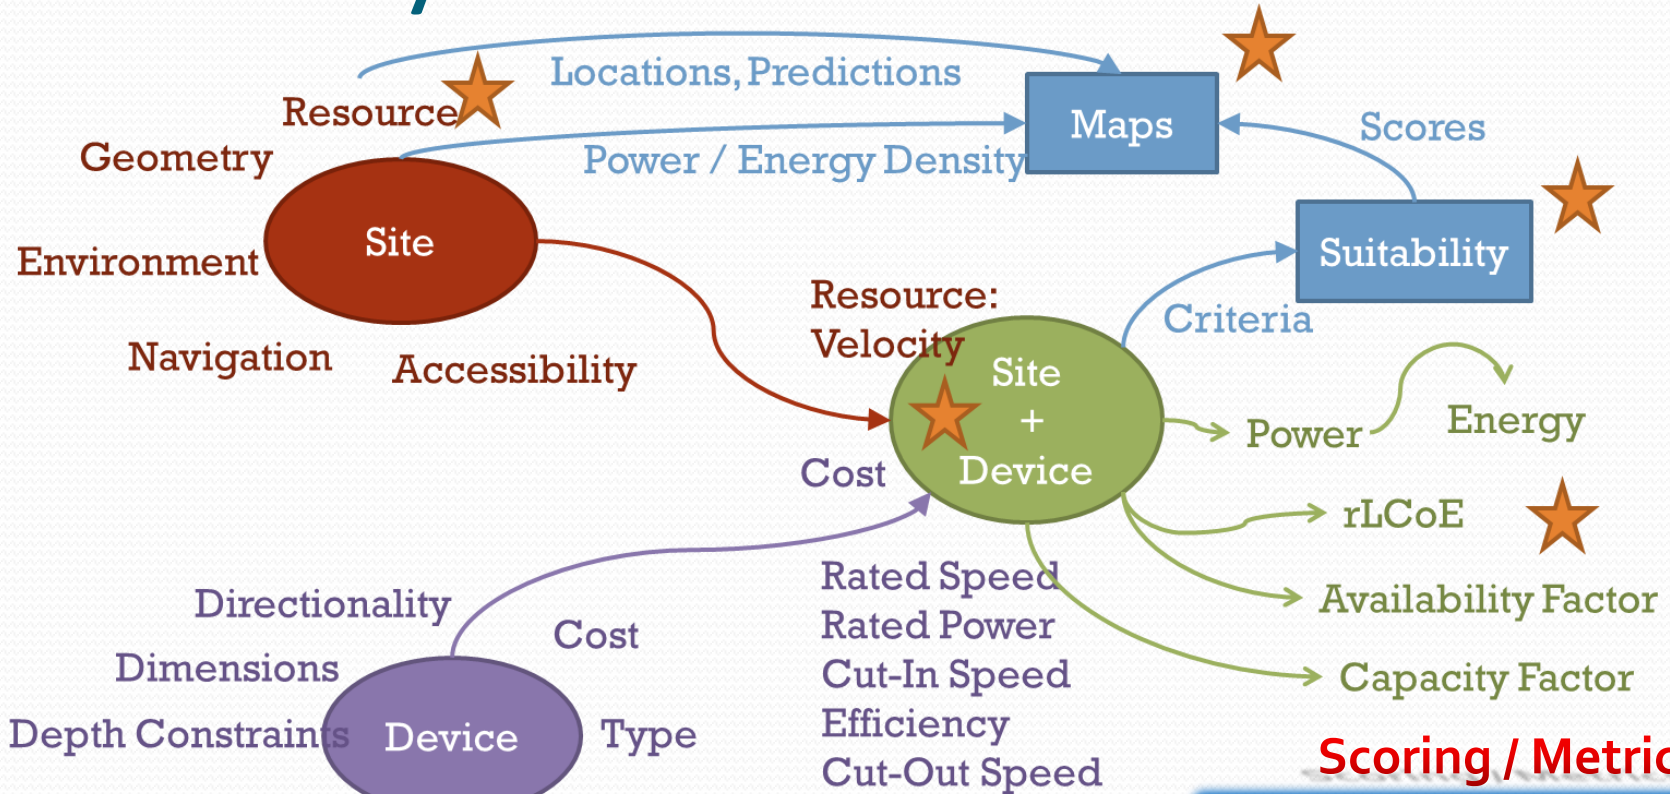 Locations, Predictions
Resource
Maps
Scores
Geometry
Power / Energy Density
Site
Suitability
Environment
Resource:
Velocity
Criteria
Navigation
Accessibility
Site
+
Device
Power
Energy
Cost
rLCoE
Rated Speed
Rated Power
Cut-In Speed
Efficiency
Cut-Out Speed
Availability Factor
Capacity Factor
Directionality
Cost
Dimensions
Depth Constraints
Device
Type
Scoring / Metric